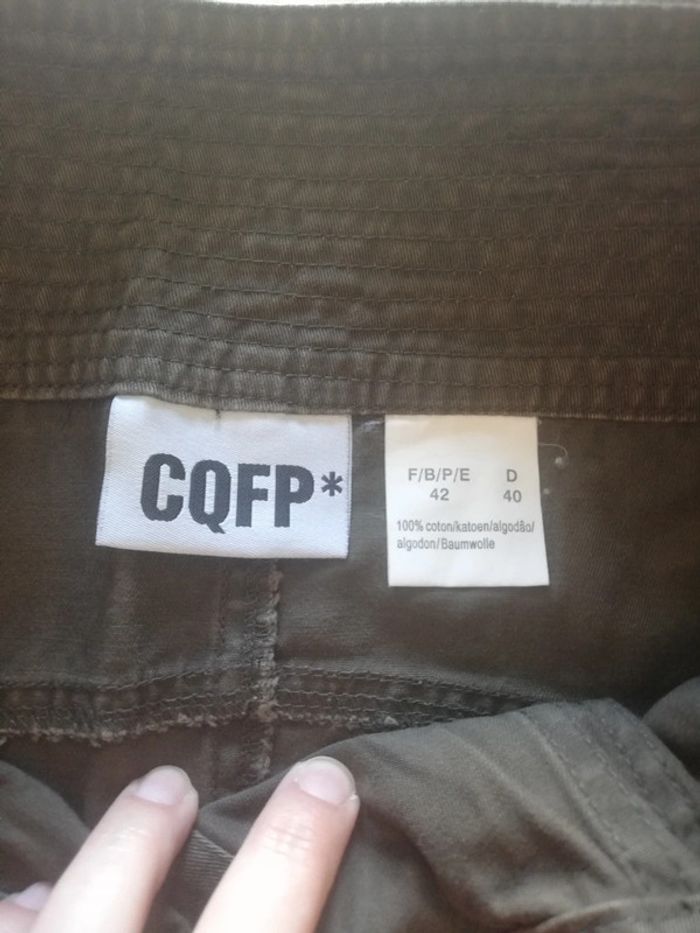 CQFP*
F/B/P/E D
42 40
100% coton/katoen/algodão/
algodon/Baumwolle